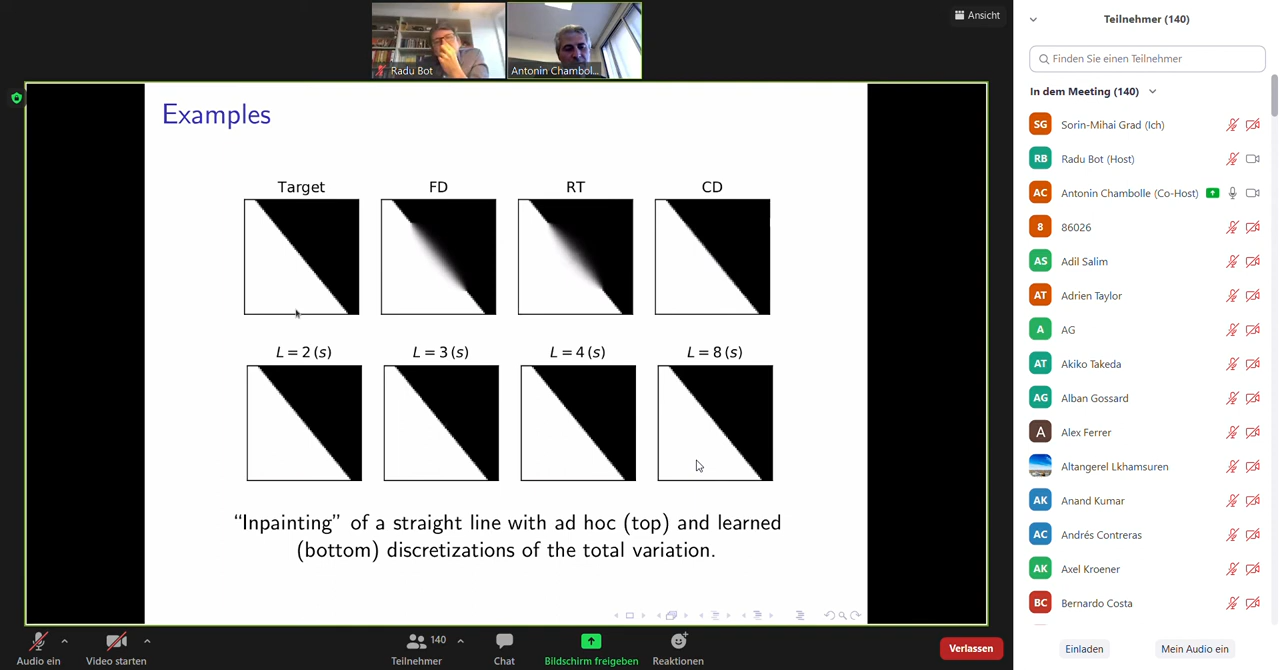 Radu Bot
Antonin Chambol...
Ansicht
Examples
Target
FD
RT
CD
L = 2 (s)
L = 3 (s)
L = 4 (s)
L = 8 (s)
“Inpainting” of a straight line with ad hoc (top) and learned
(bottom) discretizations of the total variation.
Audio ein
Video starten
140
Teilnehmer
Chat
Bildschirm freigeben
Reaktionen
Verlassen
Teilnehmer (140)
Finden Sie einen Teilnehmer
In dem Meeting (140)
SG Sorin-Mihai Grad (Ich)
RB Radu Bot (Host)
AC Antonin Chambolle (Co-Host)
8 86026
AS Adil Salim
AT Adrien Taylor
A AG
AT Akiko Takeda
AG Alban Gossard
A Alex Ferrer
Altangerel Lkhamsuren
AK Anand Kumar
AC Andrés Contreras
AK Axel Kroener
BC Bernardo Costa
Einladen
Mein Audio ein